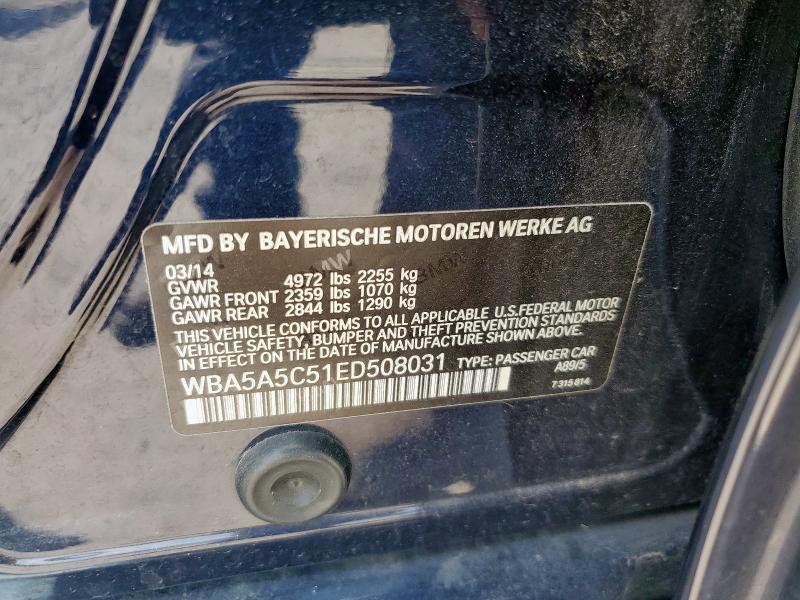 MFD BY BAYERISCHE MOTOREN WERKE AG
03/14
GVWR 4972 lbs 2255 kg
GAWR FRONT 2359 lbs 1070 kg
GAWR REAR 2844 lbs 1290 kg
THIS VEHICLE CONFORMS TO ALL APPLICABLE U.S.FEDERAL MOTOR
VEHICLE SAFETY, BUMPER AND THEFT PREVENTION STANDARDS
IN EFFECT ON THE DATE OF MANUFACTURE SHOWN ABOVE.
WBA5A5C51ED508031 TYPE: PASSENGER CAR
A89/5
7 315 814